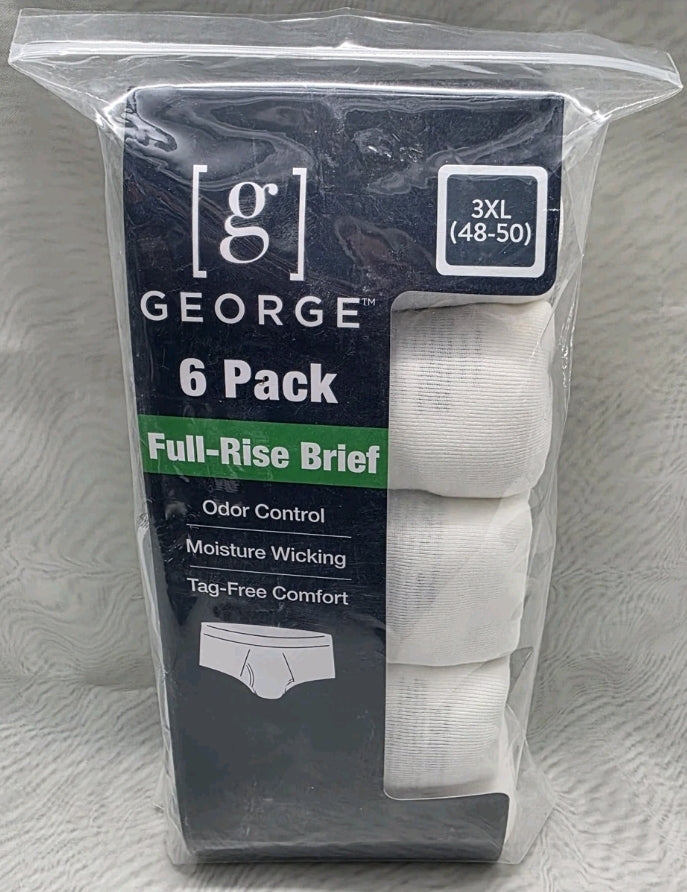 [g]
GEORGE™
3XL
(48-50)
6 Pack
Full-Rise Brief
Odor Control
Moisture Wicking
Tag-Free Comfort